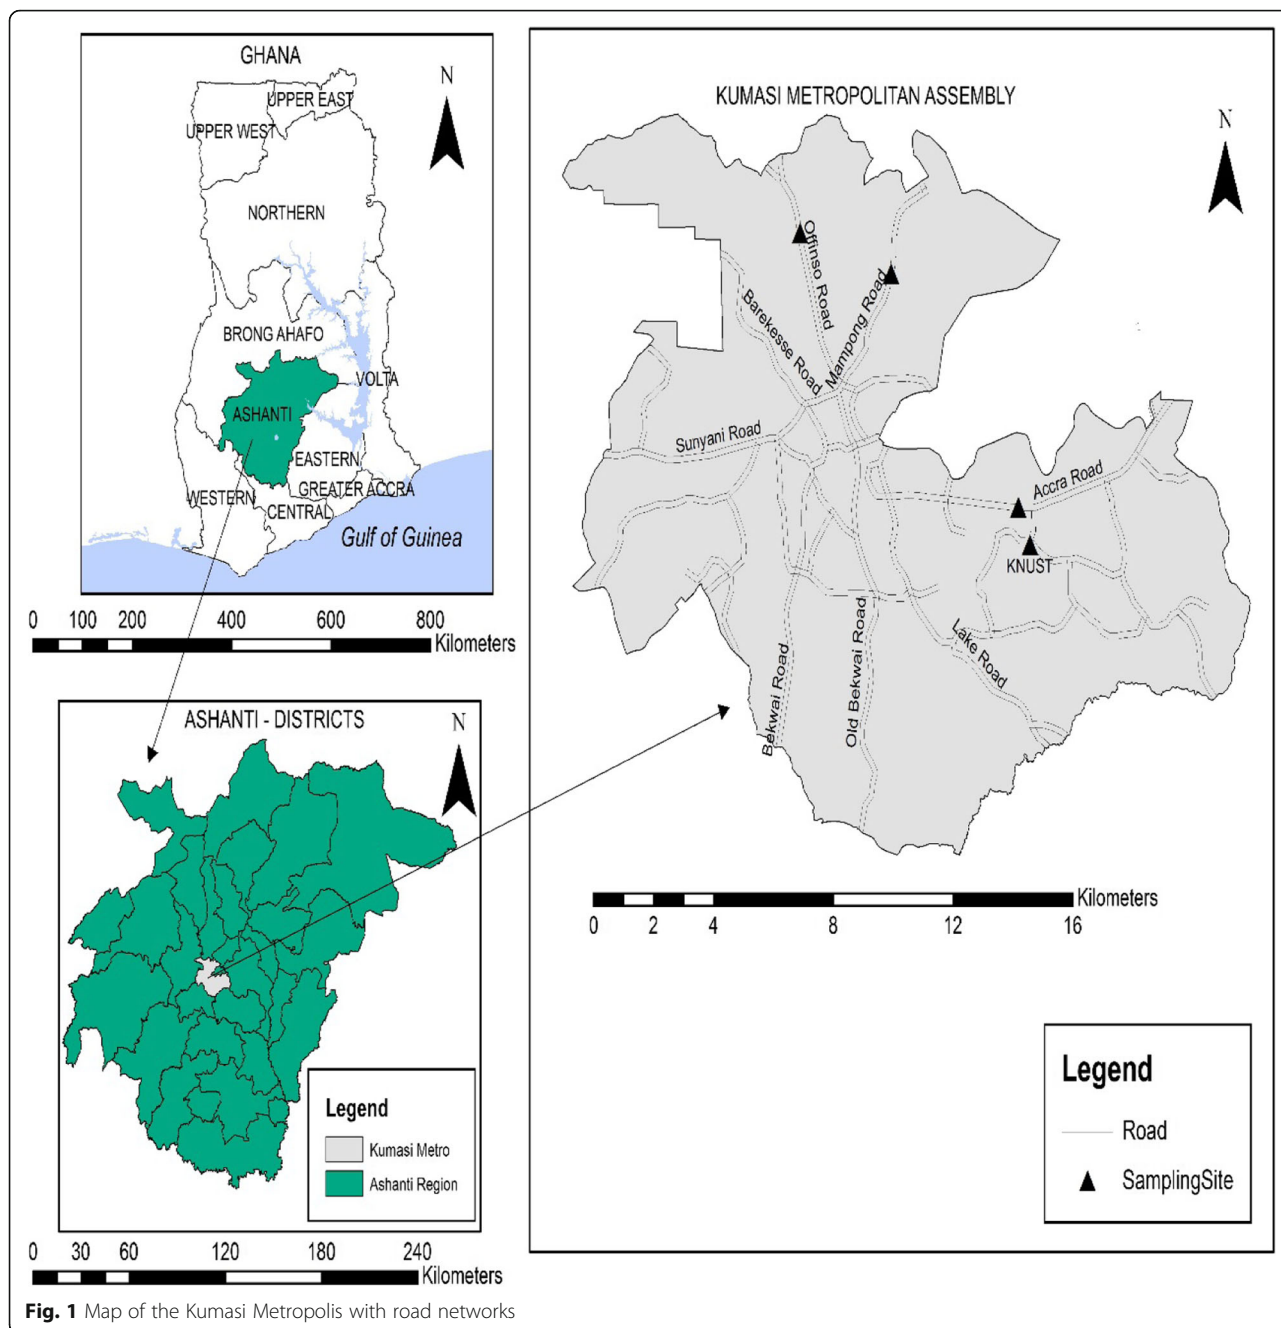 GHANA
N
UPPER EAST
UPPER WEST
NORTHERN
BRONG AHAFO
VOLTA
ASHANTI
EASTERN
WESTERN
GREATER ACCRA
CENTRAL
Gulf of Guinea
0 100 200 400 600 800
Kilometers
ASHANTI - DISTRICTS
N
Legend
Kumasi Metro
Ashanti Region
0 30 60 120 180 240
Kilometers
KUMASI METROPOLITAN ASSEMBLY
N
Offinso Road
Mampong Road
Barekesse Road
Sunyani Road
Accra Road
KNUST
Lake Road
Old Bekwai Road
Bekwai Road
Kilometers
0 2 4 8 12 16
Legend
Road
SamplingSite
Fig. 1 Map of the Kumasi Metropolis with road networks